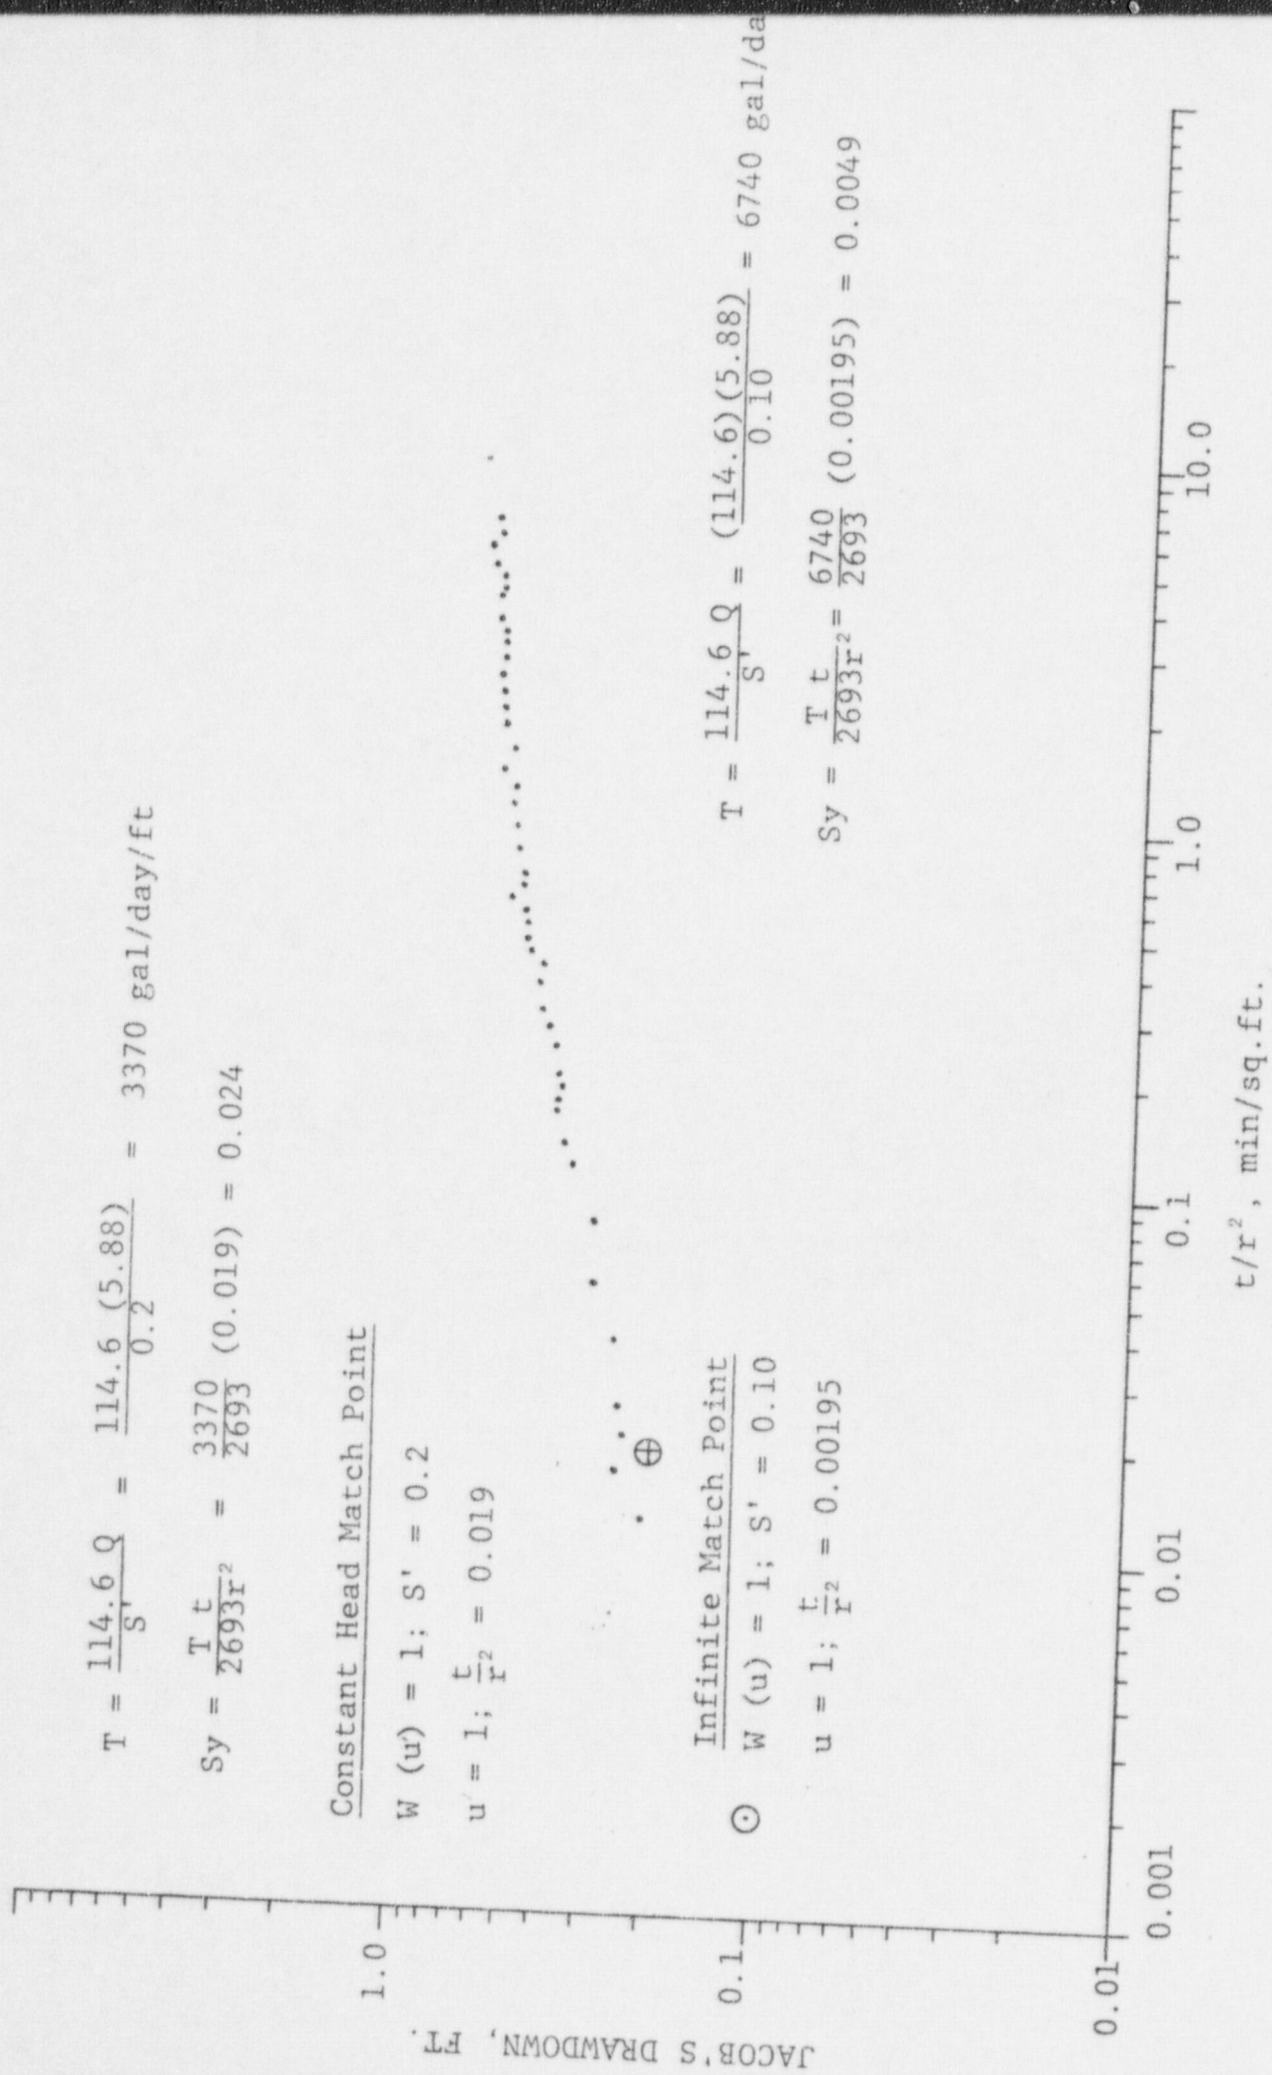 T = 114.6 Q / S' = 114.6 (5.88) / 0.2 = 3370 gal/day/ft
Sy = T t / 2693r² = 3370 / 2693 (0.019) = 0.024
Constant Head Match Point
W (u') = 1; S' = 0.2
u' = 1; t / r² = 0.019
Infinite Match Point
W (u) = 1; S' = 0.10
u = 1; t / r² = 0.00195
T = 114.6 Q / S' = (114.6)(5.88) / 0.10 = 6740 gal/da
Sy = T t / 2693r² = 6740 / 2693 (0.00195) = 0.0049
JACOB'S DRAWDOWN, FT.
1.0
0.1
0.01
0.001
0.01
0.1
1.0
10.0
t/r², min/sq.ft.